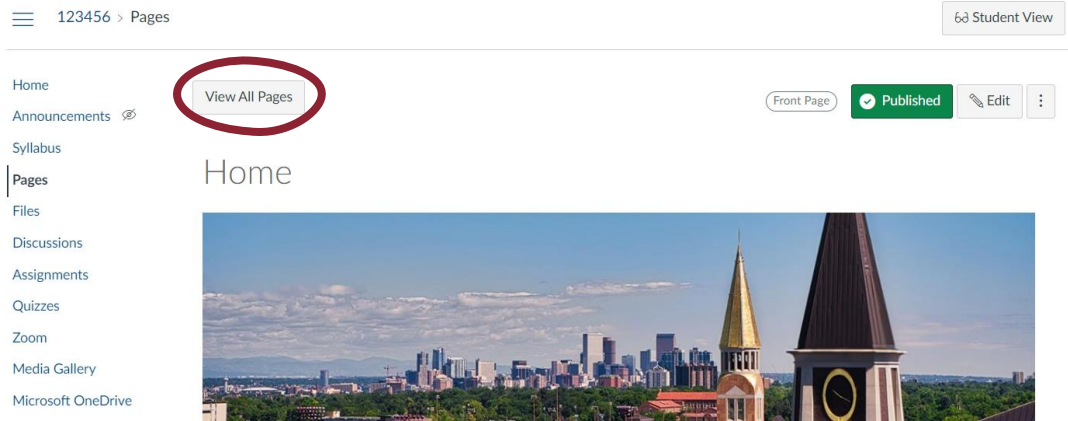 123456 > Pages
Student View
Home
Announcements
Syllabus
Pages
Files
Discussions
Assignments
Quizzes
Zoom
Media Gallery
Microsoft OneDrive
View All Pages
Front Page
Published
Edit
Home